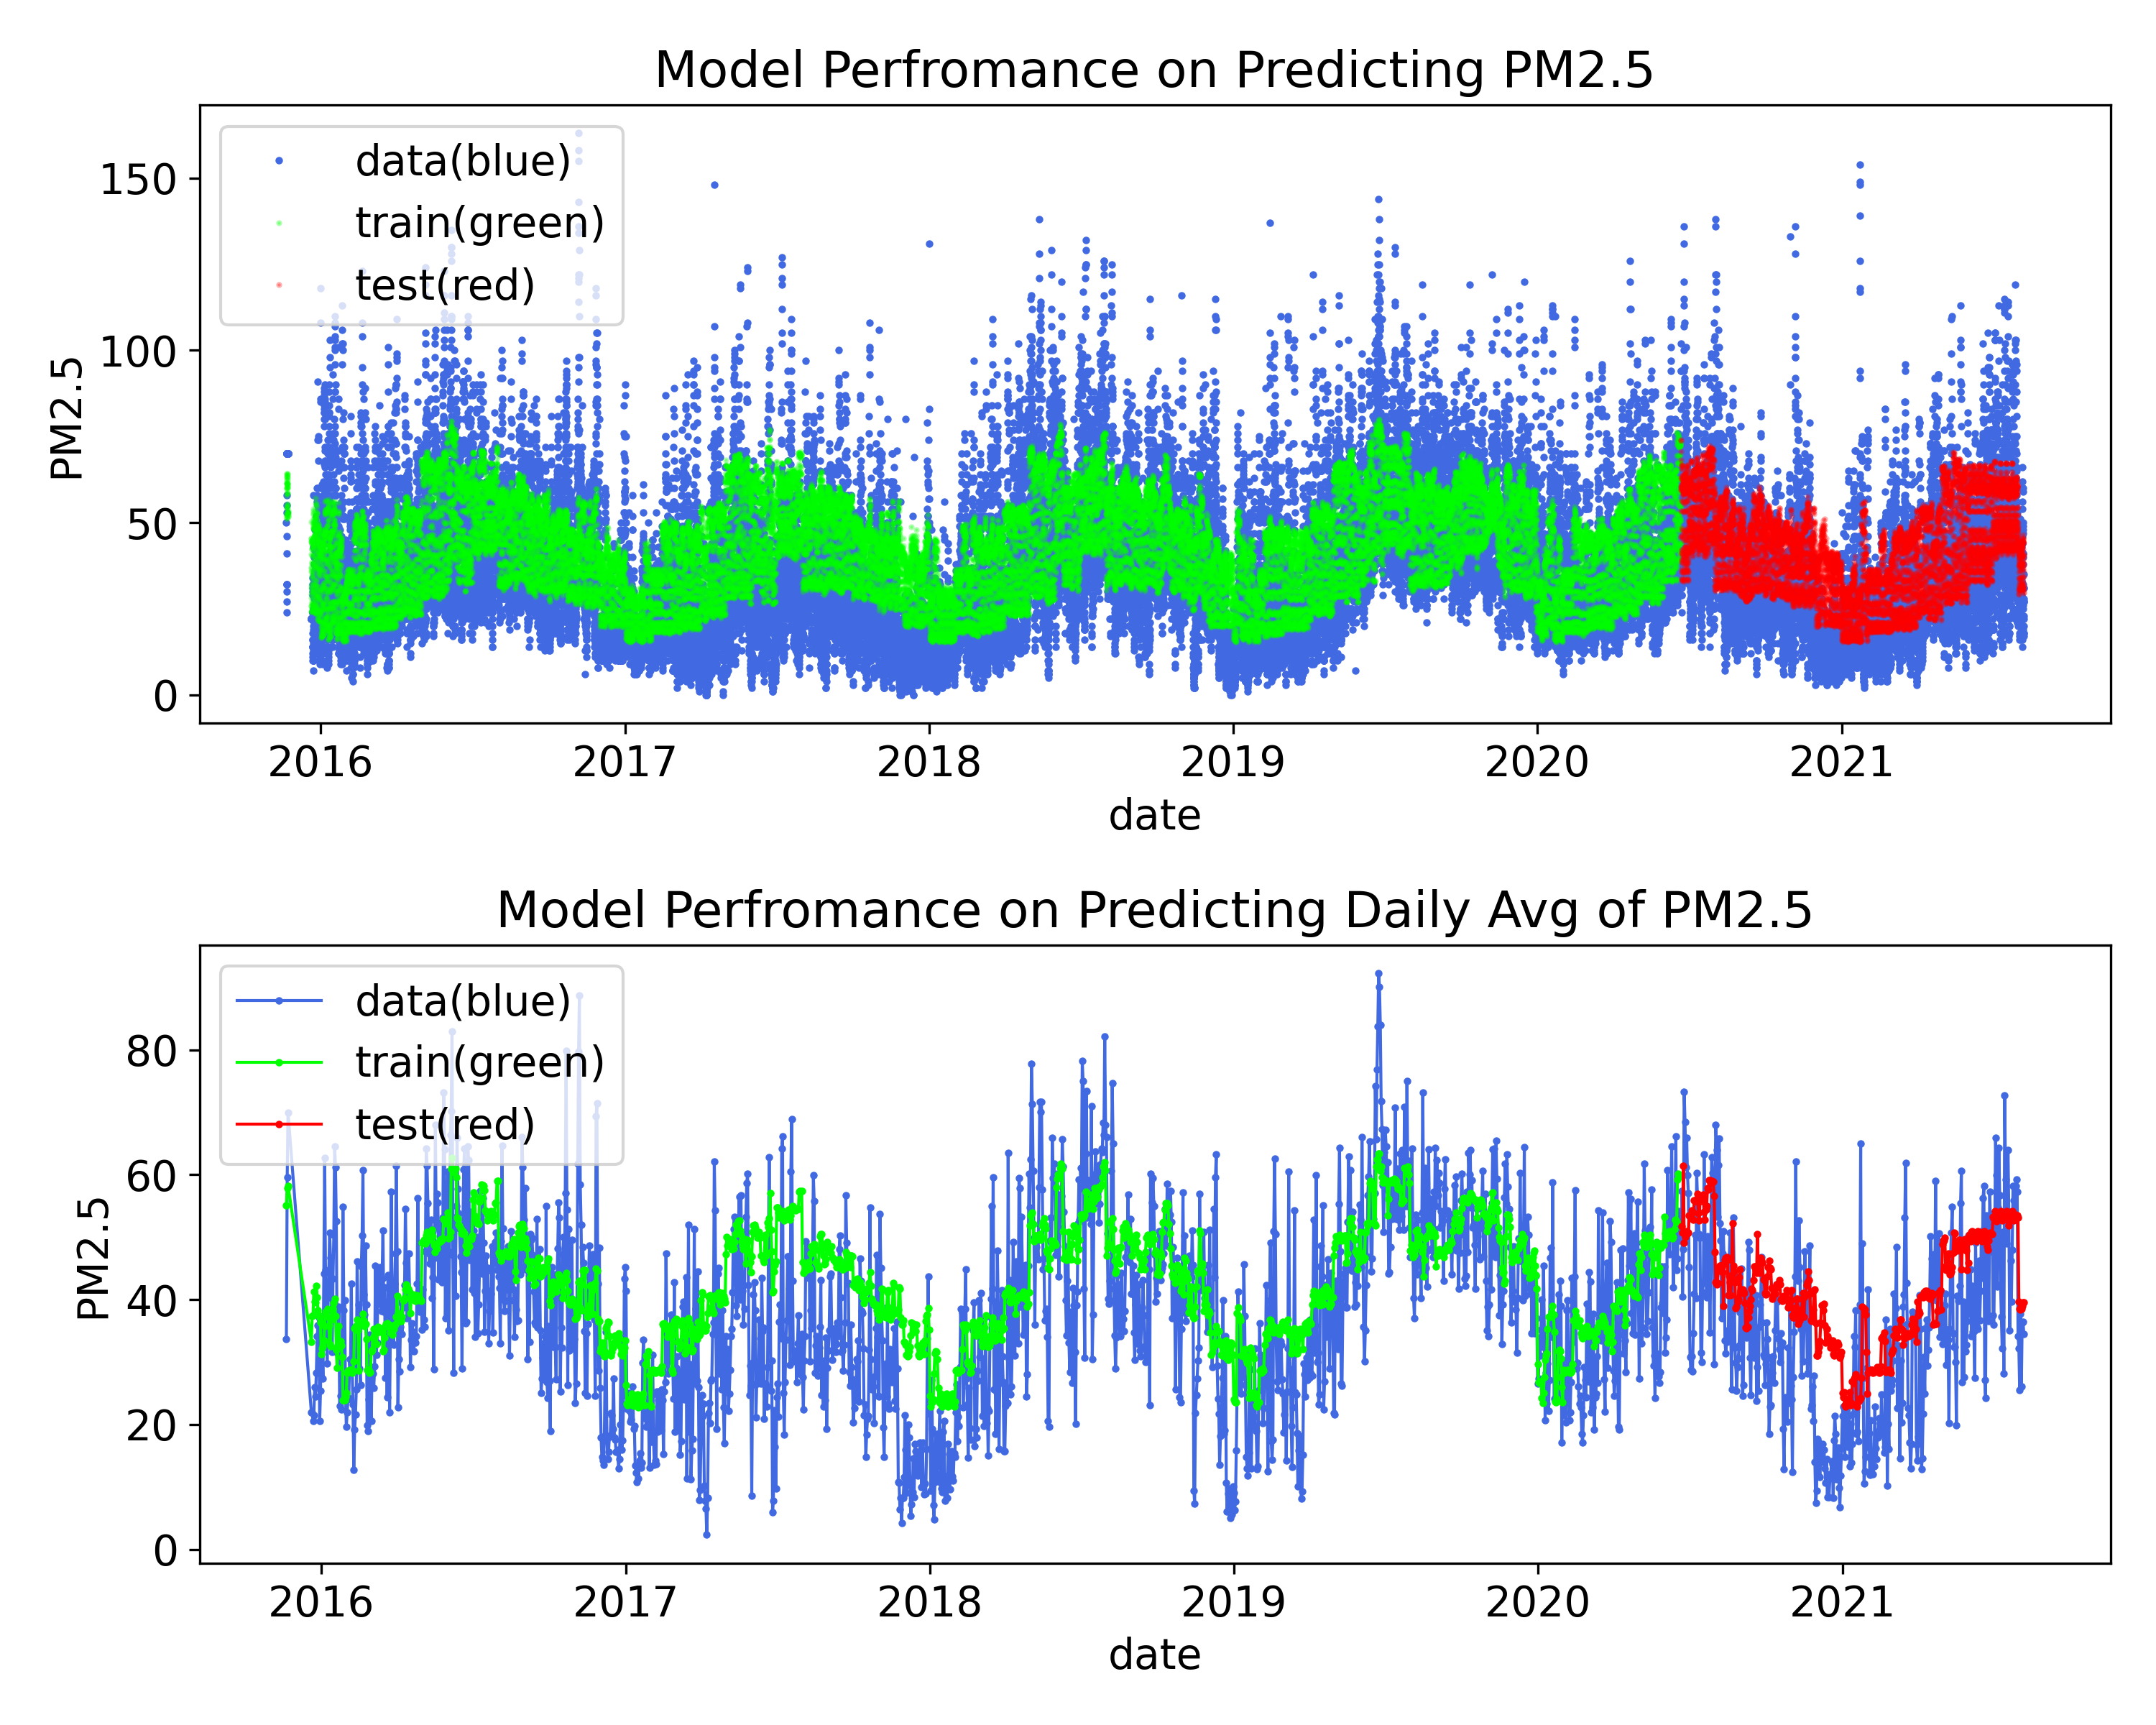 Model Perfromance on Predicting PM2.5
data(blue)
train(green)
test(red)
PM2.5
150
100
50
0
2016 2017 2018 2019 2020 2021
date
Model Perfromance on Predicting Daily Avg of PM2.5
data(blue)
train(green)
test(red)
PM2.5
80
60
40
20
0
2016 2017 2018 2019 2020 2021
date